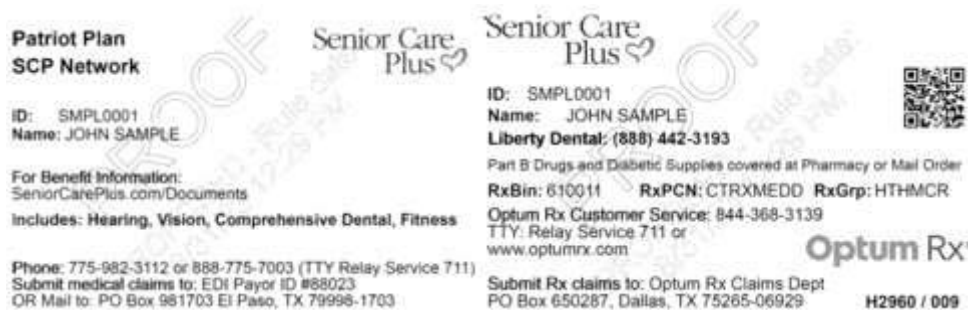 Patriot Plan
SCP Network
Senior Care
Plus
ID: SMPL0001
Name: JOHN SAMPLE
For Benefit Information:
SeniorCarePlus.com/Documents
Includes: Hearing, Vision, Comprehensive Dental, Fitness
Phone: 775-982-3112 or 888-775-7003 (TTY Relay Service 711)
Submit medical claims to: EDI Payor ID #88023
OR Mail to: PO Box 981703 El Paso, TX 79998-1703
Senior Care
Plus
ID: SMPL0001
Name: JOHN SAMPLE
Liberty Dental: (888) 442-3193
Part B Drugs and Diabetic Supplies covered at Pharmacy or Mail Order
RxBin: 610011 RxPCN: CTRXMEDD RxGrp: HTHMCR
Optum Rx Customer Service: 844-368-3139
TTY: Relay Service 711 or
www.optumrx.com
Optum Rx
Submit Rx claims to: Optum Rx Claims Dept
PO Box 650287, Dallas, TX 75265-06929
H2960 / 009
PROOF
PROOF